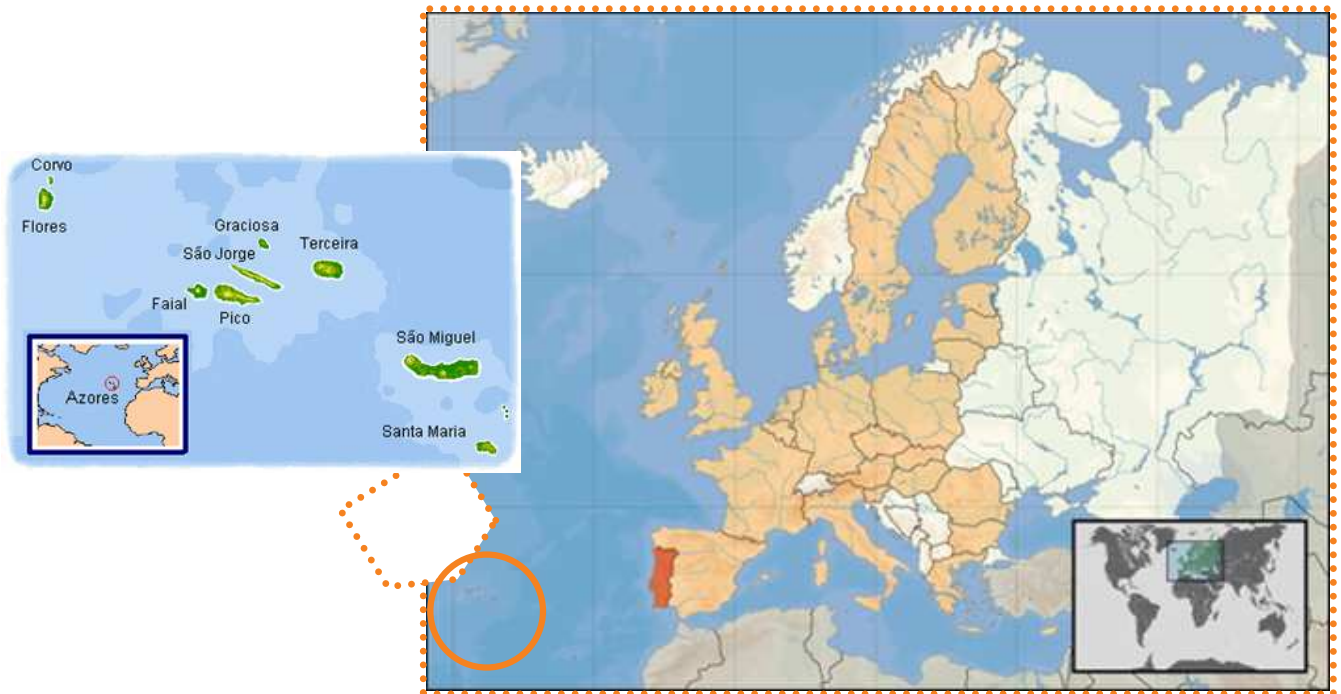 Corvo
Flores
Graciosa
São Jorge
Terceira
Faial
Pico
São Miguel
Azores
Santa Maria